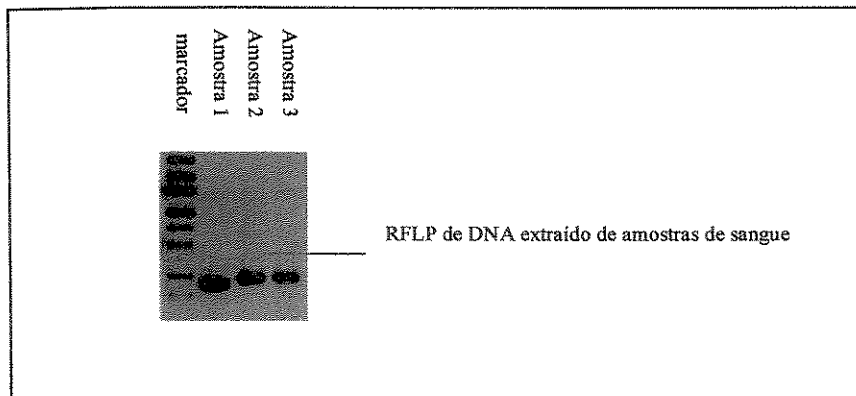 marcador
Amostra 1
Amostra 2
Amostra 3
RFLP de DNA extraído de amostras de sangue